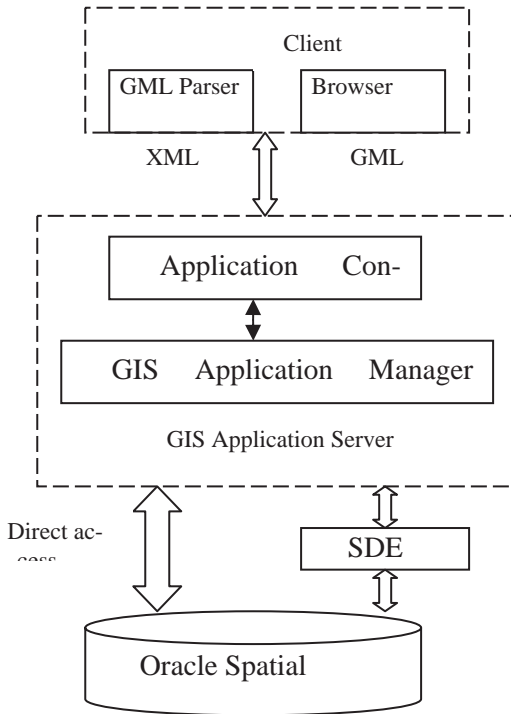 Client
GML Parser Browser
XML GML
Application Con-
GIS Application Manager
GIS Application Server
Direct ac-
cess
SDE
Oracle Spatial